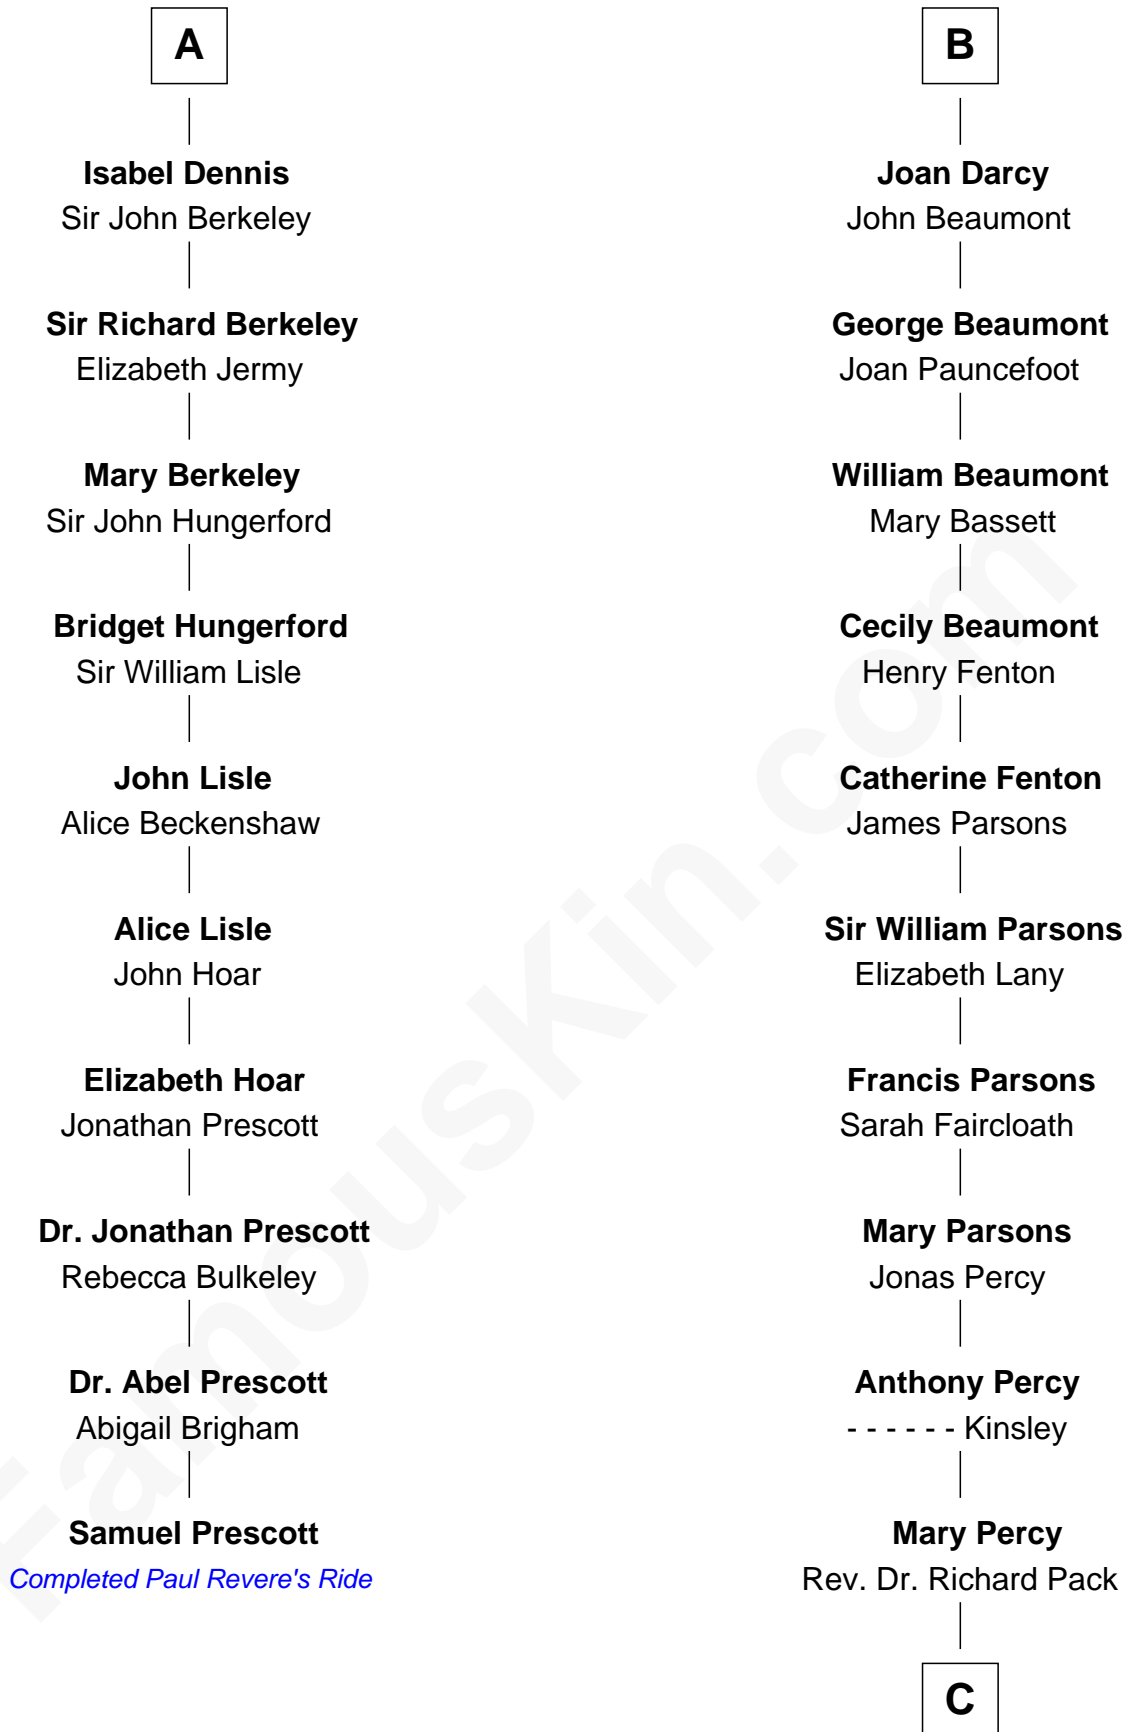 A
Isabel Dennis
Sir John Berkeley
Sir Richard Berkeley
Elizabeth Jermy
Mary Berkeley
Sir John Hungerford
Bridget Hungerford
Sir William Lisle
John Lisle
Alice Beckenshaw
Alice Lisle
John Hoar
Elizabeth Hoar
Jonathan Prescott
Dr. Jonathan Prescott
Rebecca Bulkeley
Dr. Abel Prescott
Abigail Brigham
Samuel Prescott
Completed Paul Revere's Ride
B
Joan Darcy
John Beaumont
George Beaumont
Joan Pauncefoot
William Beaumont
Mary Bassett
Cecily Beaumont
Henry Fenton
Catherine Fenton
James Parsons
Sir William Parsons
Elizabeth Lany
Francis Parsons
Sarah Faircloath
Mary Parsons
Jonas Percy
Anthony Percy
- - - - - - Kinsley
Mary Percy
Rev. Dr. Richard Pack
C
FamousKin.com